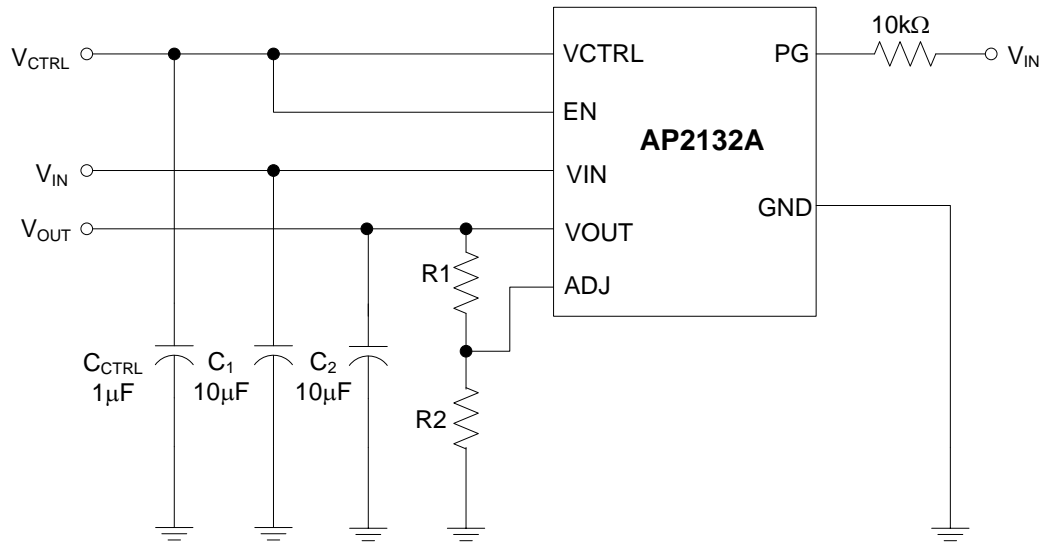 10kΩ
VCTRL
VCTRL
PG
VIN
EN
AP2132A
VIN
VIN
GND
VOUT
VOUT
R1
ADJ
CCTRL
1μF
C1
10μF
C2
10μF
R2